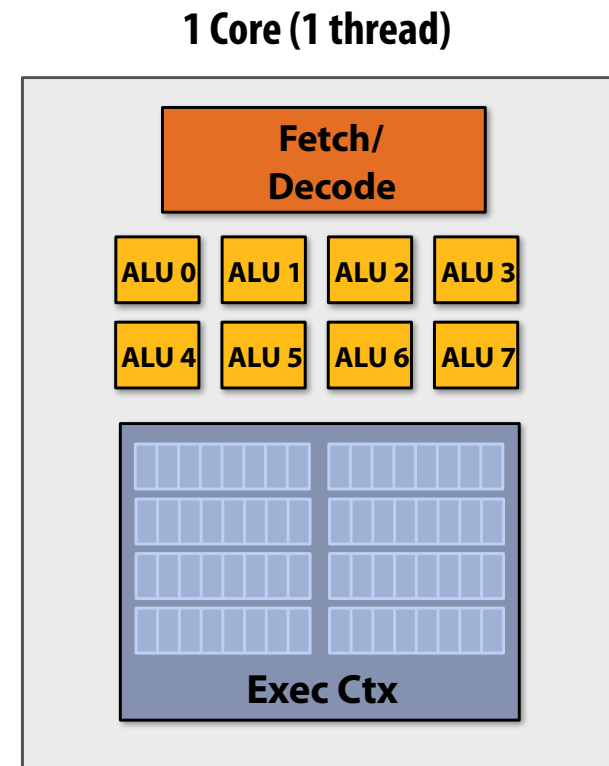 1 Core (1 thread)
Fetch/
Decode
ALU 0 ALU 1 ALU 2 ALU 3
ALU 4 ALU 5 ALU 6 ALU 7
Exec Ctx